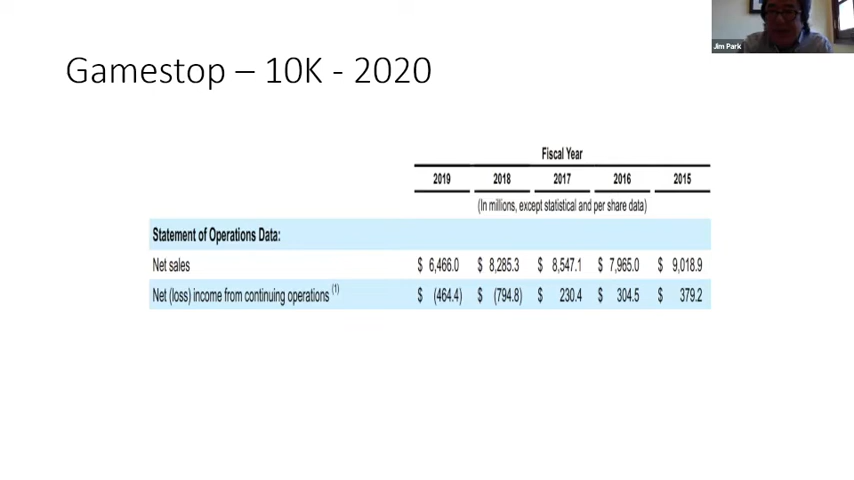 Jim Park
Gamestop – 10K - 2020
Fiscal Year
2019 2018 2017 2016 2015
(In millions, except statistical and per share data)
Statement of Operations Data:
Net sales $ 6,466.0 $ 8,285.3 $ 8,547.1 $ 7,965.0 $ 9,018.9
Net (loss) income from continuing operations (1) $ (464.4) $ (794.8) $ 230.4 $ 304.5 $ 379.2